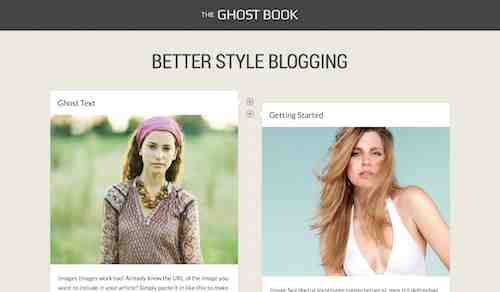 THE GHOST BOOK
BETTER STYLE BLOGGING
Ghost Text
Getting Started
Images Images work too! Already know the URL of the image you
want to include in your article? Simply paste it in like this to make